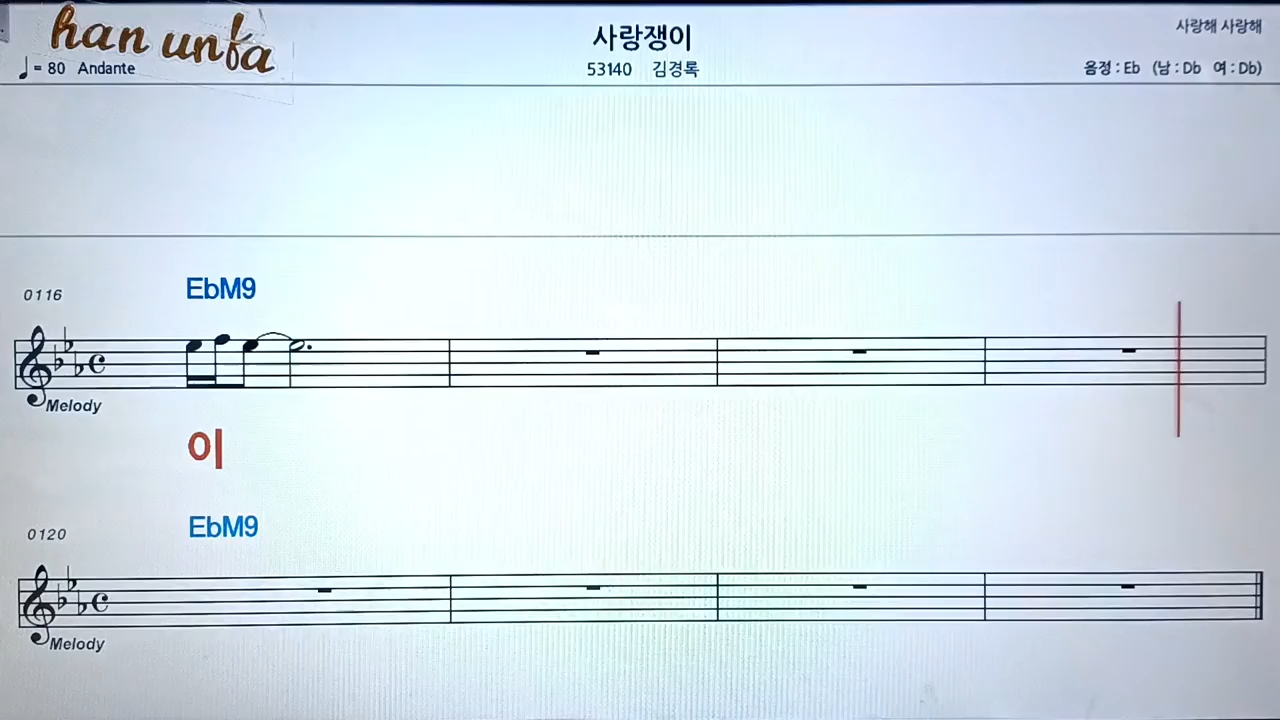 han unfa
사랑쟁이
사랑해 사랑해
= 80 Andante
53140 김경록
음정 : Eb (남 : Db 여 : Db)
0116
EbM9
Melody
이
0120
EbM9
Melody